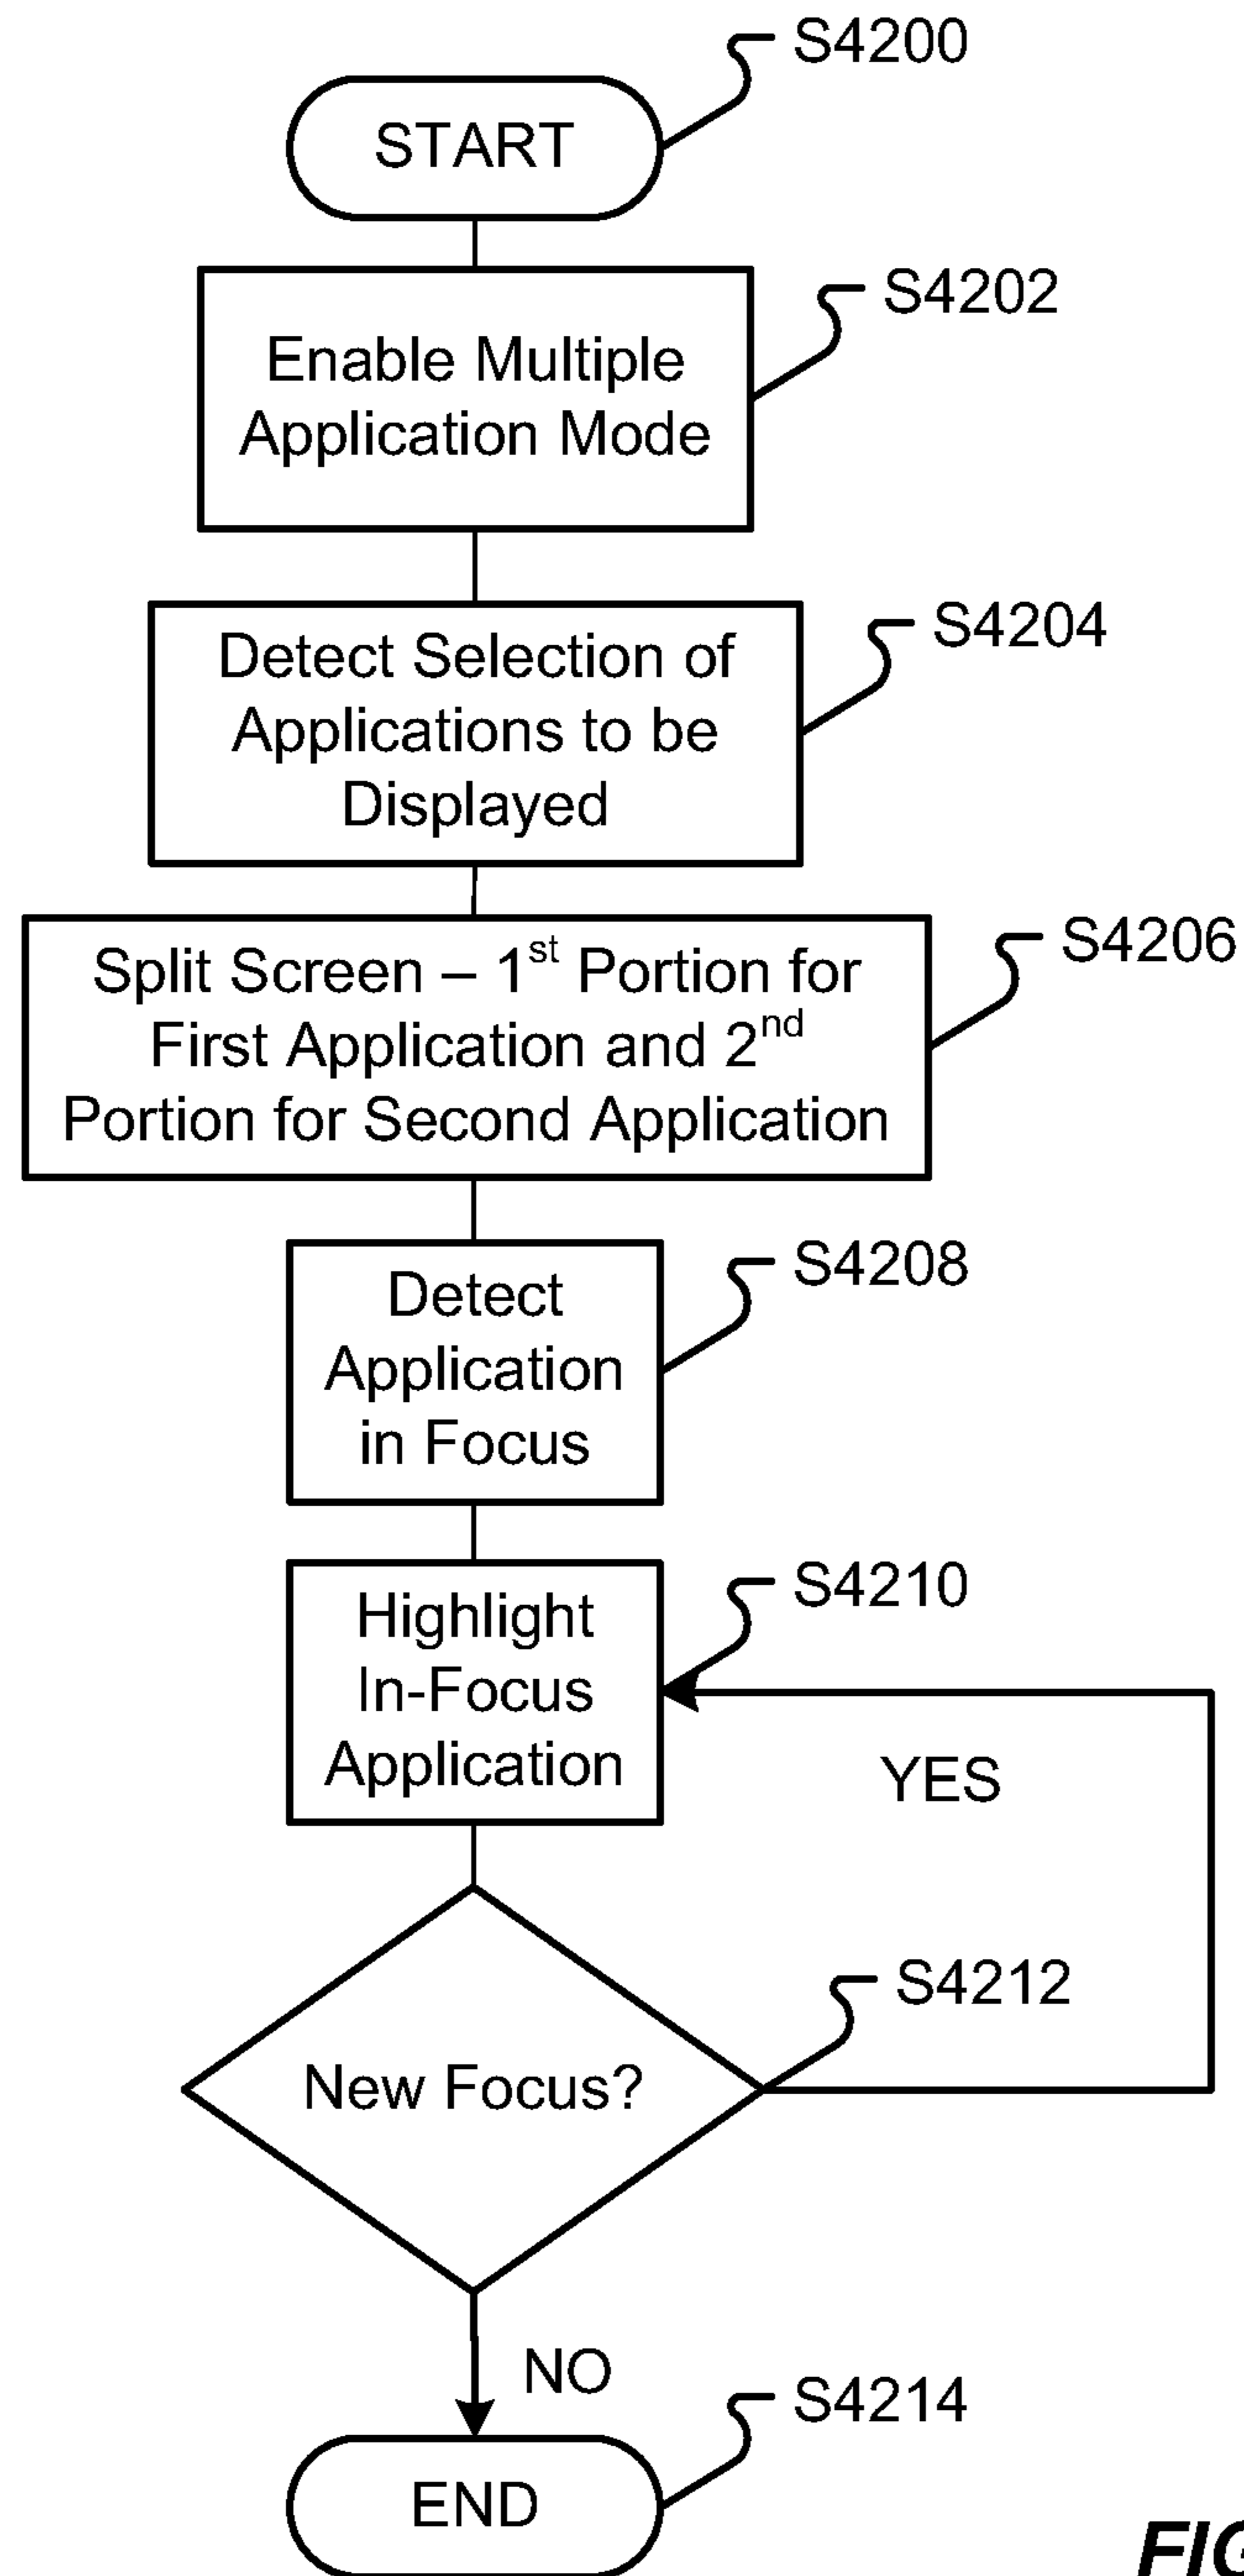 S4200
START
S4202
Enable Multiple
Application Mode
S4204
Detect Selection of
Applications to be
Displayed
S4206
Split Screen – 1st Portion for
First Application and 2nd
Portion for Second Application
S4208
Detect
Application
in Focus
S4210
Highlight
In-Focus
Application
YES
S4212
New Focus?
NO
S4214
END